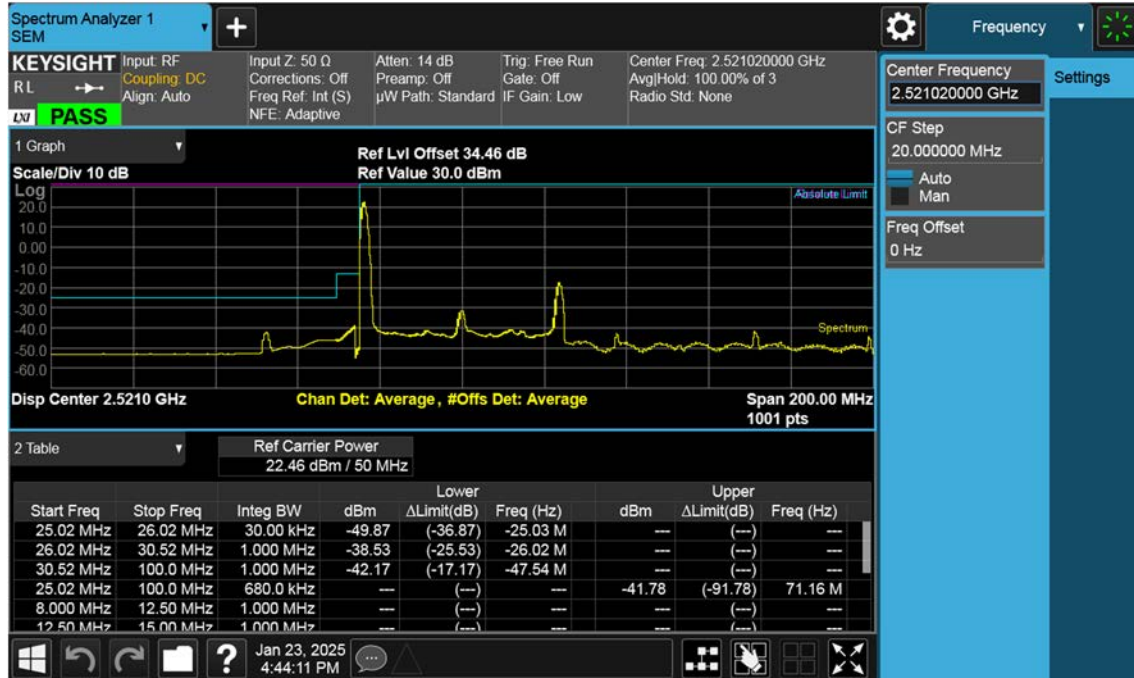 Spectrum Analyzer 1
SEM
Frequency
KEYSIGHT
R L
LXI PASS
Input: RF
Coupling: DC
Align: Auto
Input Z: 50 Ω
Corrections: Off
Freq Ref: Int (S)
NFE: Adaptive
Atten: 14 dB
Preamp: Off
µW Path: Standard
Trig: Free Run
Gate: Off
IF Gain: Low
Center Freq: 2.521020000 GHz
Avg|Hold: 100.00% of 3
Radio Std: None
Center Frequency
2.521020000 GHz
Settings
CF Step
20.000000 MHz
Auto
Man
Freq Offset
0 Hz
1 Graph
Scale/Div 10 dB
Ref Lvl Offset 34.46 dB
Ref Value 30.0 dBm
Log
20.0
10.0
0.00
-10.0
-20.0
-30.0
-40.0
-50.0
-60.0
Absolute Limit
Spectrum
Disp Center 2.5210 GHz
Chan Det: Average, #Offs Det: Average
Span 200.00 MHz
1001 pts
2 Table
Ref Carrier Power
22.46 dBm / 50 MHz
Lower Upper
Start Freq Stop Freq Integ BW dBm ΔLimit(dB) Freq (Hz) dBm ΔLimit(dB) Freq (Hz)
25.02 MHz 26.02 MHz 30.00 kHz -49.87 (-36.87) -25.03 M --- (---) ---
26.02 MHz 30.52 MHz 1.000 MHz -38.53 (-25.53) -26.02 M --- (---) ---
30.52 MHz 100.0 MHz 1.000 MHz -42.17 (-17.17) -47.54 M --- (---) ---
25.02 MHz 100.0 MHz 680.0 kHz --- (---) --- -41.78 (-91.78) 71.16 M
8.000 MHz 12.50 MHz 1.000 MHz --- (---) --- --- (---) ---
12.50 MHz 15.00 MHz 1.000 MHz --- (---) --- --- (---) ---
?
Jan 23, 2025
4:44:11 PM